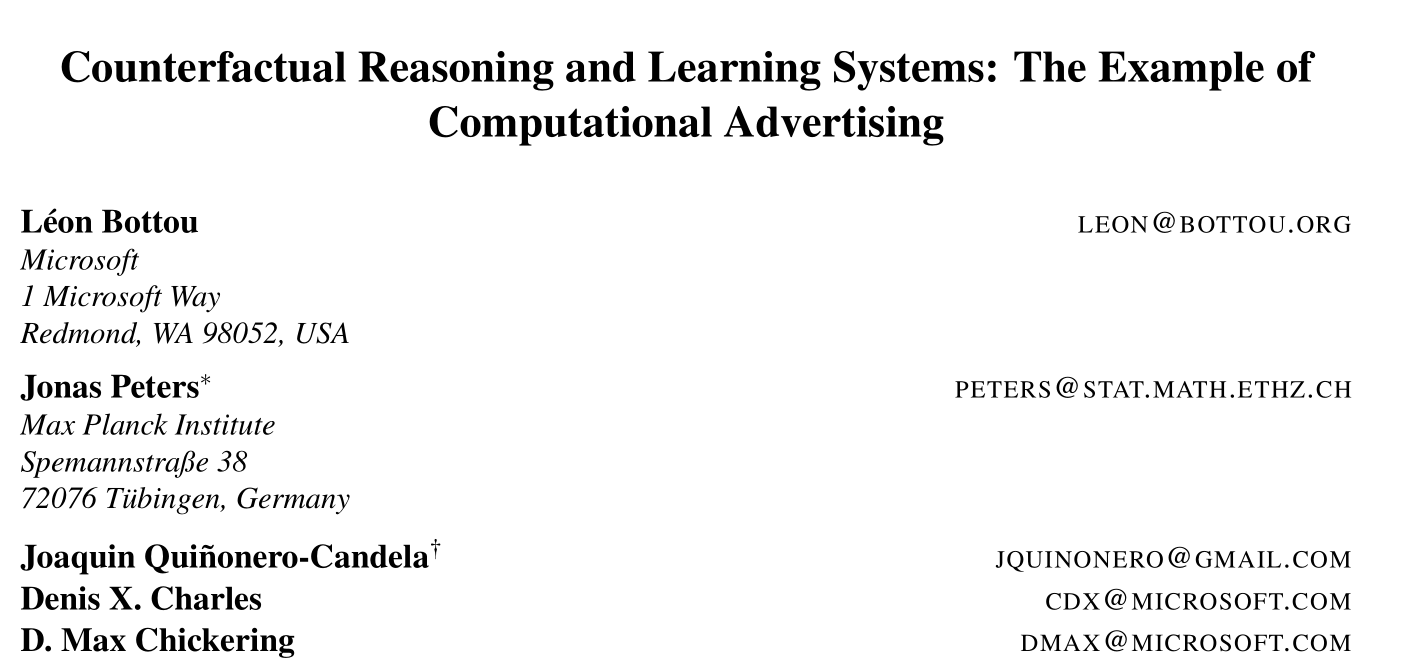 Counterfactual Reasoning and Learning Systems: The Example of
Computational Advertising
Léon Bottou LEON@BOTTOU.ORG
Microsoft
1 Microsoft Way
Redmond, WA 98052, USA
Jonas Peters* PETERS@STAT.MATH.ETHZ.CH
Max Planck Institute
Spemannstraße 38
72076 Tübingen, Germany
Joaquin Quiñonero-Candela† JQUINONERO@GMAIL.COM
Denis X. Charles CDX@MICROSOFT.COM
D. Max Chickering DMAX@MICROSOFT.COM